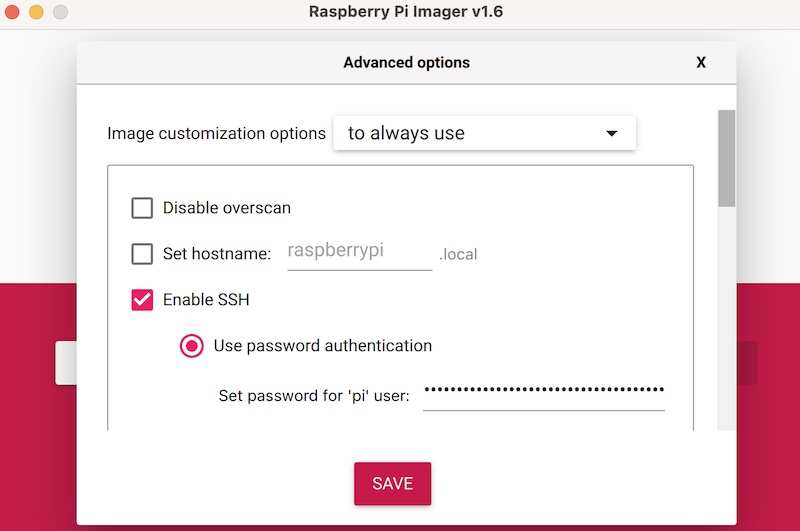 Raspberry Pi Imager v1.6
Advanced options X
Image customization options to always use
Disable overscan
Set hostname: raspberrypi .local
Enable SSH
Use password authentication
Set password for 'pi' user: ••••••••••••••••••••••••••••••••••••
SAVE